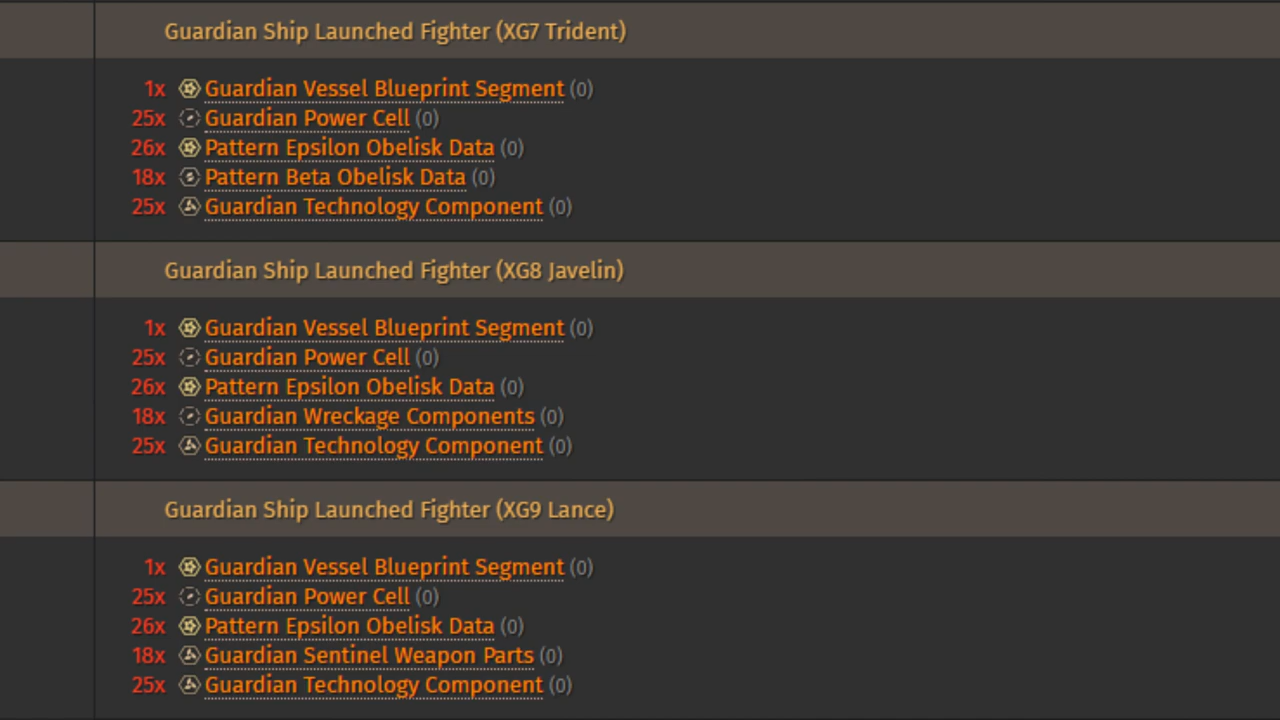 Guardian Ship Launched Fighter (XG7 Trident)
1x Guardian Vessel Blueprint Segment (0)
25x Guardian Power Cell (0)
26x Pattern Epsilon Obelisk Data (0)
18x Pattern Beta Obelisk Data (0)
25x Guardian Technology Component (0)
Guardian Ship Launched Fighter (XG8 Javelin)
1x Guardian Vessel Blueprint Segment (0)
25x Guardian Power Cell (0)
26x Pattern Epsilon Obelisk Data (0)
18x Guardian Wreckage Components (0)
25x Guardian Technology Component (0)
Guardian Ship Launched Fighter (XG9 Lance)
1x Guardian Vessel Blueprint Segment (0)
25x Guardian Power Cell (0)
26x Pattern Epsilon Obelisk Data (0)
18x Guardian Sentinel Weapon Parts (0)
25x Guardian Technology Component (0)